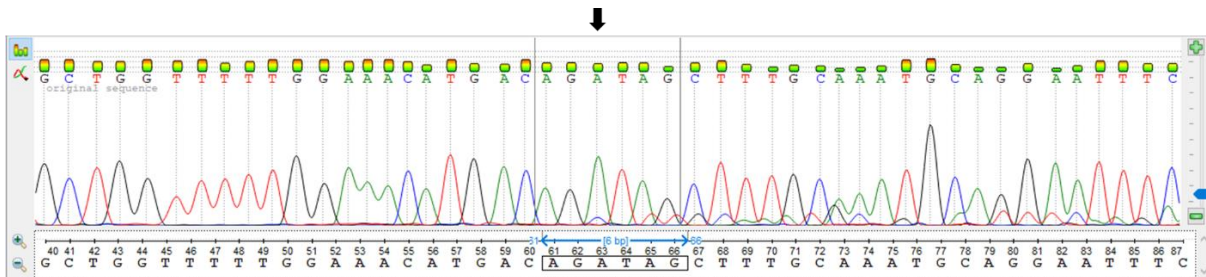 G C T G G T T T T T G G A A A C A T G A C A G A T A G C T T T G C A A A T G C A G G A A T T T C
original sequence
[6 bp]
40 41 42 43 44 45 46 47 48 49 50 51 52 53 54 55 56 57 58 59 60 61 62 63 64 65 66 67 68 69 70 71 72 73 74 75 76 77 78 79 80 81 82 83 84 85 86 87
G C T G G T T T T T G G A A A C A T G A C A G A T A G C T T T G C A A A T G C A G G A A T T T C